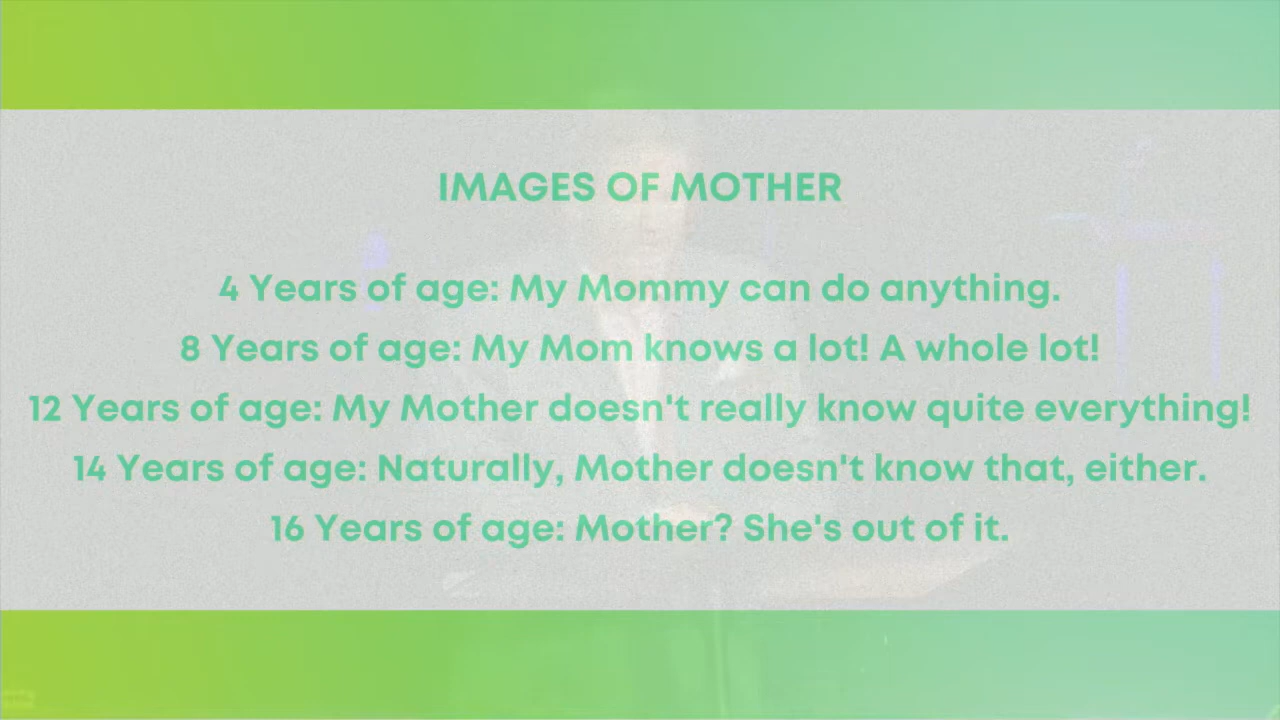 IMAGES OF MOTHER
4 Years of age: My Mommy can do anything.
8 Years of age: My Mom knows a lot! A whole lot!
12 Years of age: My Mother doesn't really know quite everything!
14 Years of age: Naturally, Mother doesn't know that, either.
16 Years of age: Mother? She's out of it.